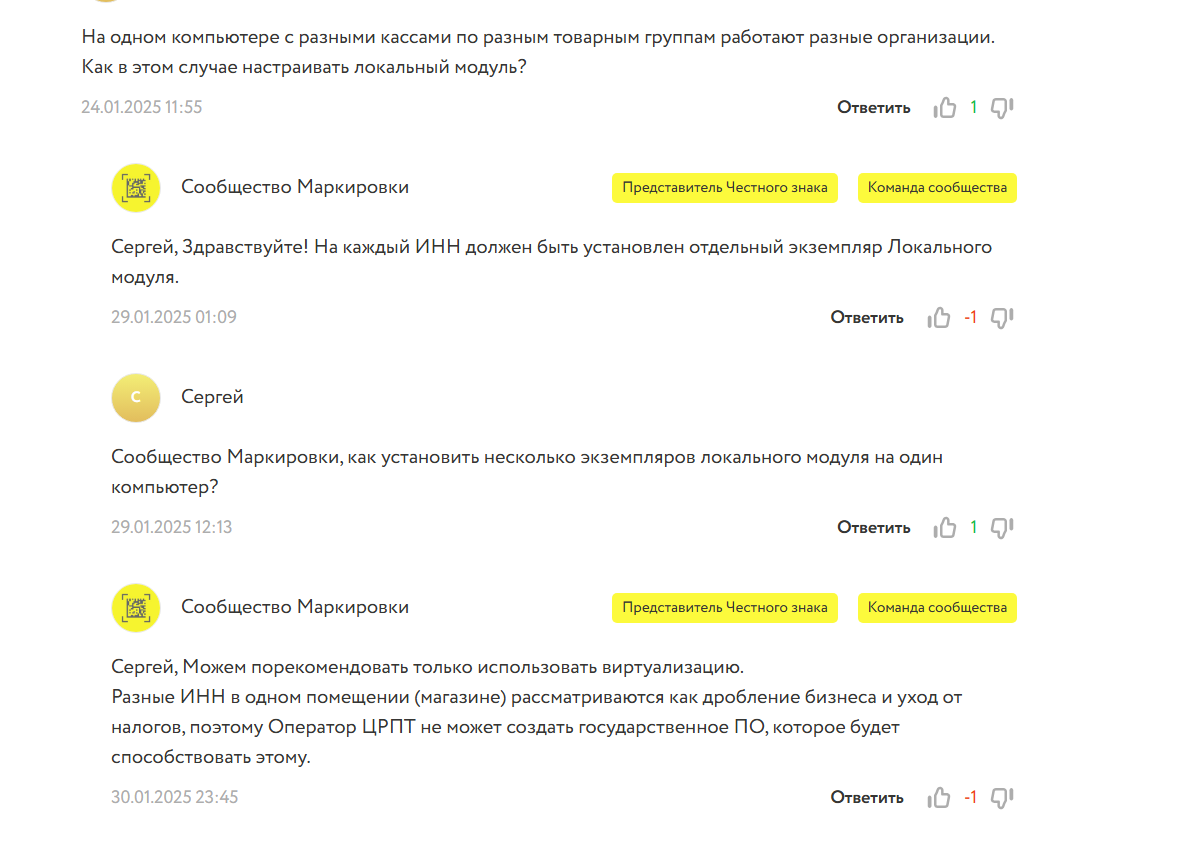 На одном компьютере с разными кассами по разным товарным группам работают разные организации.
Как в этом случае настраивать локальный модуль?
24.01.2025 11:55
Ответить 1
Сообщество Маркировки
Представитель Честного знака
Команда сообщества
Сергей, Здравствуйте! На каждый ИНН должен быть установлен отдельный экземпляр Локального
модуля.
29.01.2025 01:09
Ответить -1
С
Сергей
Сообщество Маркировки, как установить несколько экземпляров локального модуля на один
компьютер?
29.01.2025 12:13
Ответить 1
Сообщество Маркировки
Представитель Честного знака
Команда сообщества
Сергей, Можем порекомендовать только использовать виртуализацию.
Разные ИНН в одном помещении (магазине) рассматриваются как дробление бизнеса и уход от
налогов, поэтому Оператор ЦРПТ не может создать государственное ПО, которое будет
способствовать этому.
30.01.2025 23:45
Ответить -1